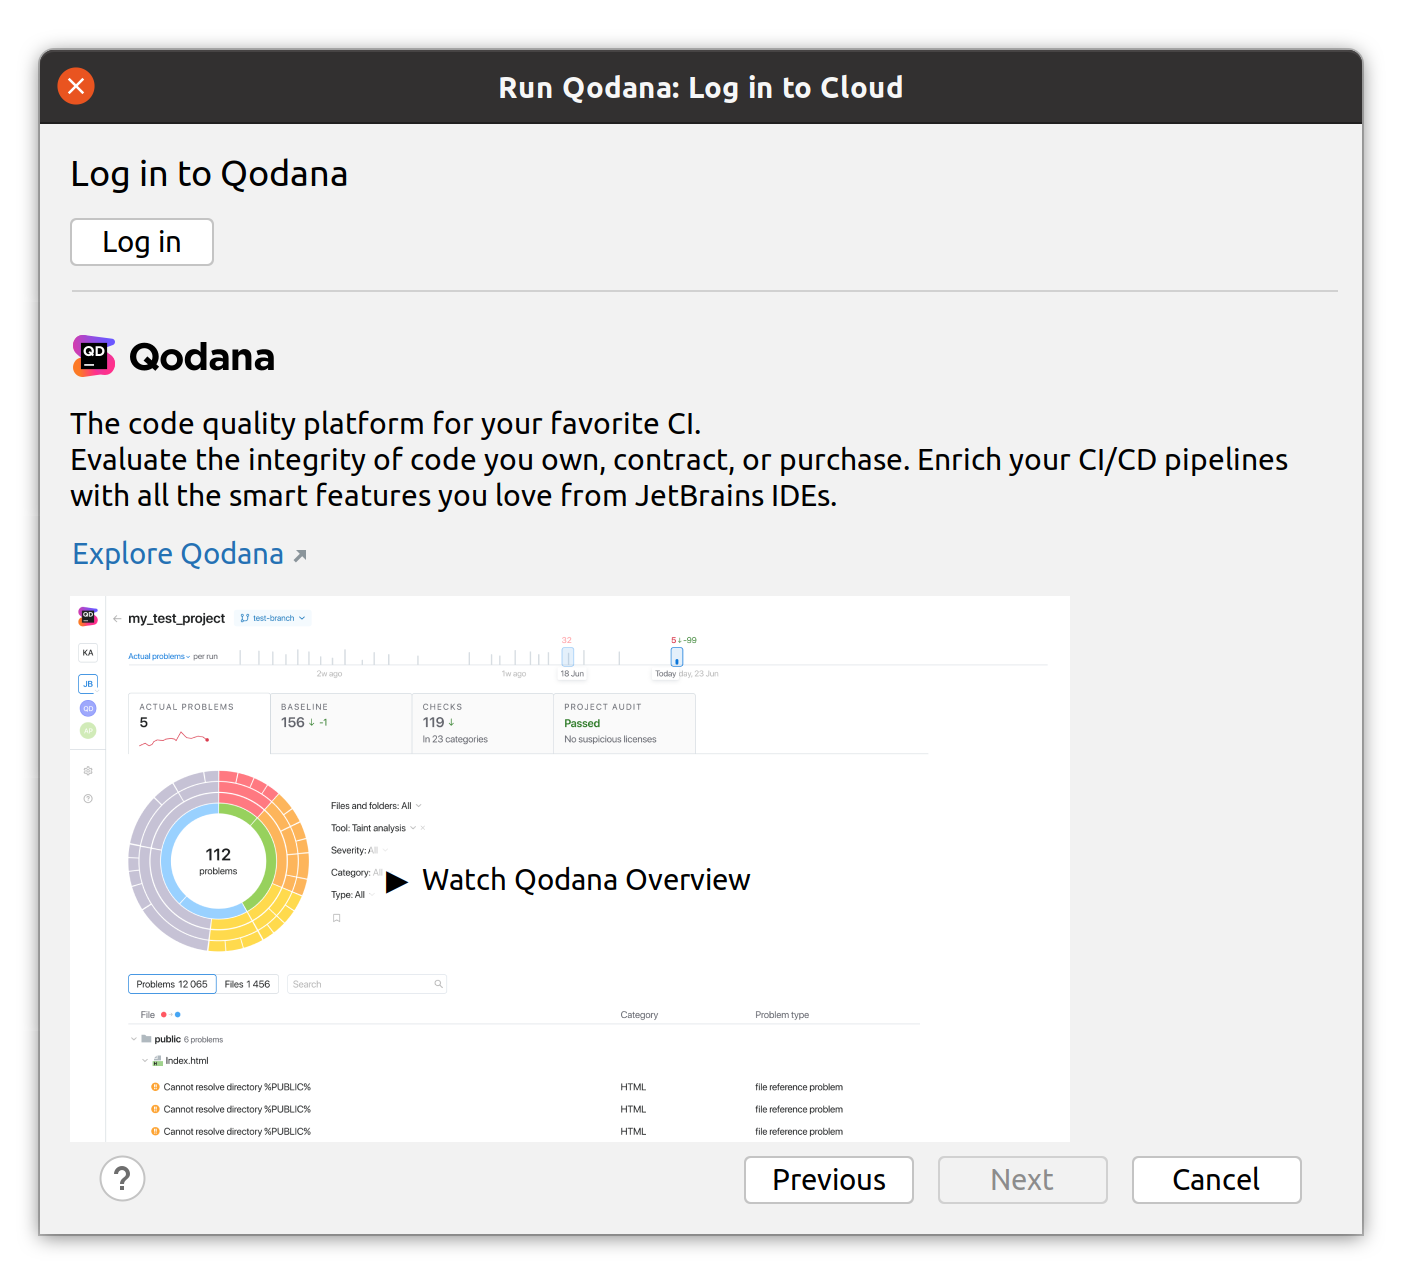 Run Qodana: Log in to Cloud
Log in to Qodana
Log in
QD
Qodana
The code quality platform for your favorite CI.
Evaluate the integrity of code you own, contract, or purchase. Enrich your CI/CD pipelines
with all the smart features you love from JetBrains IDEs.
Explore Qodana
QD
my_test_project
test-branch
KA
JB
QD
AP
32
5 ↓ -99
Actual problems per run
2w ago
1w ago
18 Jun
Today day, 23 Jun
ACTUAL PROBLEMS
5
BASELINE
156 ↓ -1
CHECKS
119 ↓
In 23 categories
PROJECT AUDIT
Passed
No suspicious licenses
112
problems
Files and folders: All
Tool: Taint analysis
Severity: All
Category: All
Type: All
Watch Qodana Overview
Problems 12 065
Files 1 456
Search
File
Category
Problem type
public 6 problems
Index.html
Cannot resolve directory %PUBLIC%
HTML
file reference problem
Cannot resolve directory %PUBLIC%
HTML
file reference problem
Cannot resolve directory %PUBLIC%
HTML
file reference problem
?
Previous
Next
Cancel